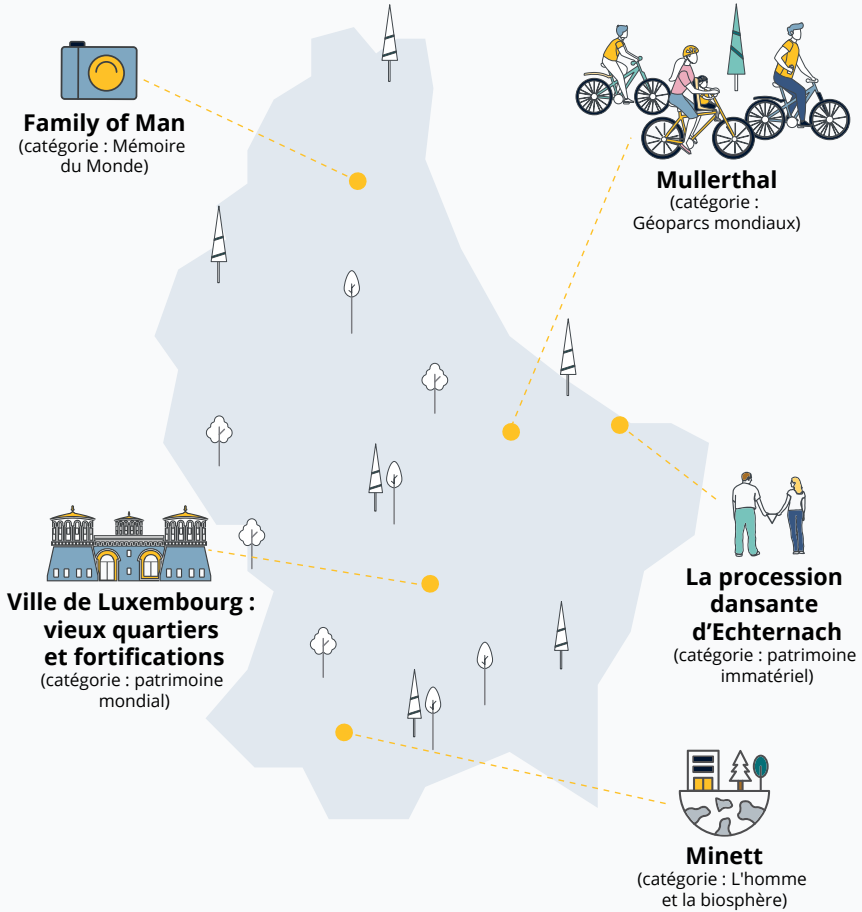 Family of Man
(catégorie : Mémoire
du Monde)
Mullerthal
(catégorie :
Géoparcs mondiaux)
Ville de Luxembourg :
vieux quartiers
et fortifications
(catégorie : patrimoine
mondial)
La procession
dansante
d’Echternach
(catégorie : patrimoine
immatériel)
Minett
(catégorie : L'homme
et la biosphère)